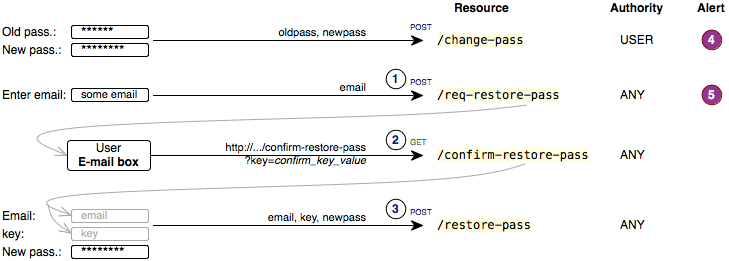 Resource Authority Alert
Old pass.: ****** oldpass, newpass POST /change-pass USER 4
New pass.: ********
Enter email: some email email 1 POST /req-restore-pass ANY 5
User
E-mail box
http://.../confirm-restore-pass 2 GET /confirm-restore-pass ANY
?key=confirm_key_value
Email: email email, key, newpass 3 POST /restore-pass ANY
key: key
New pass.: ********